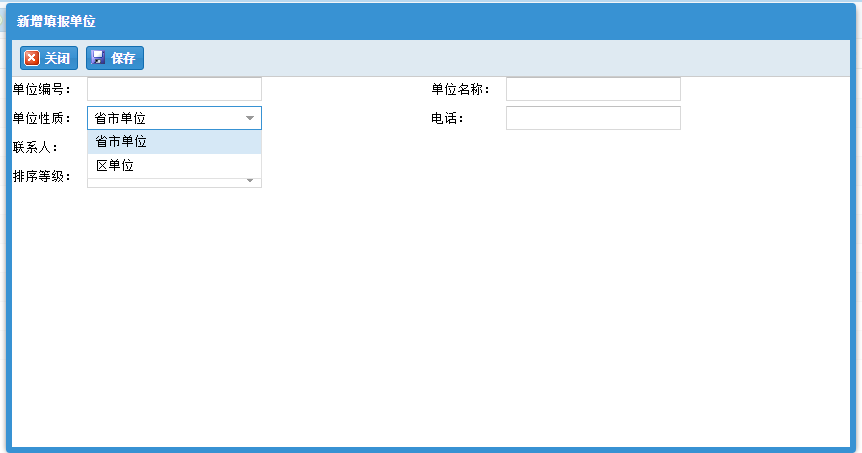 新增填报单位
关闭 保存
单位编号： 单位名称：
单位性质： 省市单位 电话：
联系人： 省市单位
区单位
排序等级：